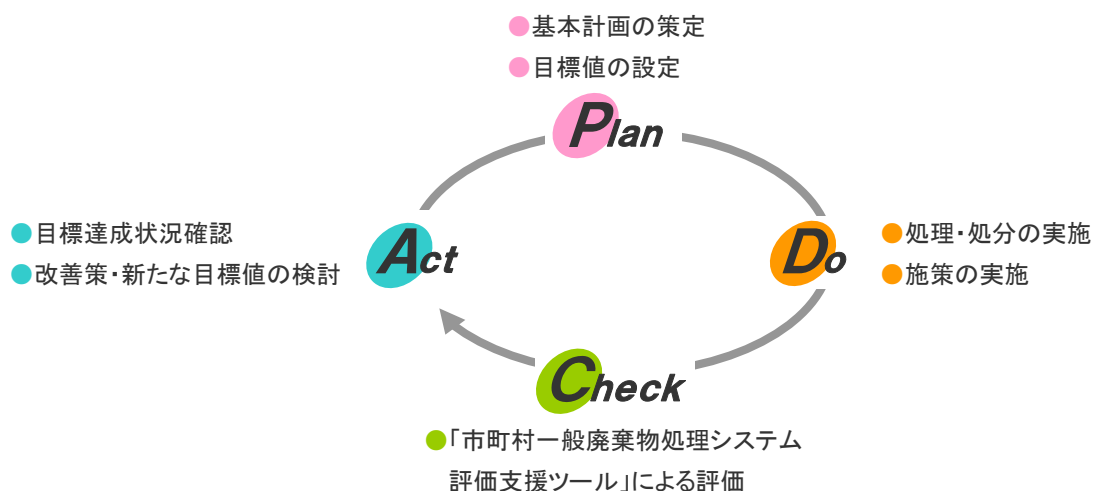 ●基本計画の策定
●目標値の設定
Plan
●目標達成状況確認
●改善策・新たな目標値の検討
Act
Do
●処理・処分の実施
●施策の実施
Check
●「市町村一般廃棄物処理システム
評価支援ツール」による評価